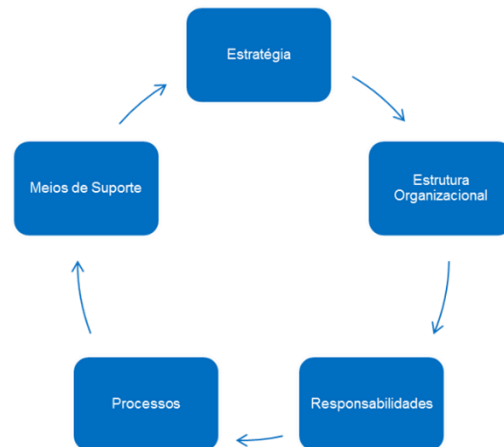 Estratégia
Estrutura
Organizacional
Responsabilidades
Processos
Meios de Suporte